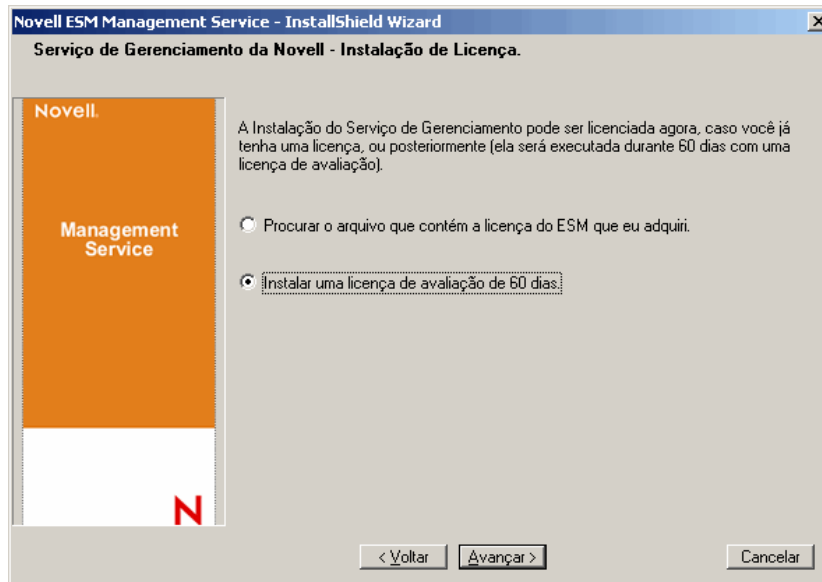 Novell ESM Management Service - InstallShield Wizard
Serviço de Gerenciamento da Novell - Instalação de Licença.
Novell.
Management
Service
A Instalação do Serviço de Gerenciamento pode ser licenciada agora, caso você já
tenha uma licença, ou posteriormente (ela será executada durante 60 dias com uma
licença de avaliação).
Procurar o arquivo que contém a licença do ESM que eu adquiri.
Instalar uma licença de avaliação de 60 dias.
N
< Voltar
Avançar >
Cancelar